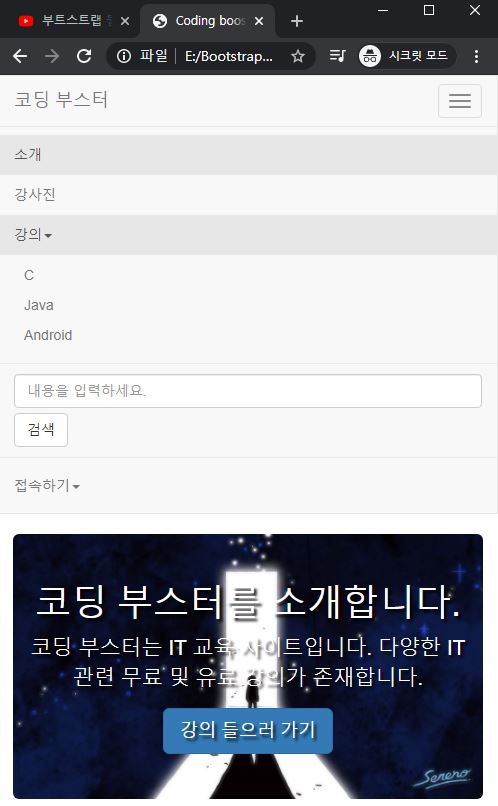 부트스트랩
Coding boos
파일 E:/Bootstrap... 시크릿 모드
코딩 부스터
소개
강사진
강의
C
Java
Android
내용을 입력하세요.
검색
접속하기
코딩 부스터를 소개합니다.
코딩 부스터는 IT 교육 사이트입니다. 다양한 IT
관련 무료 및 유료 강의가 존재합니다.
강의 들으러 가기
Sereno